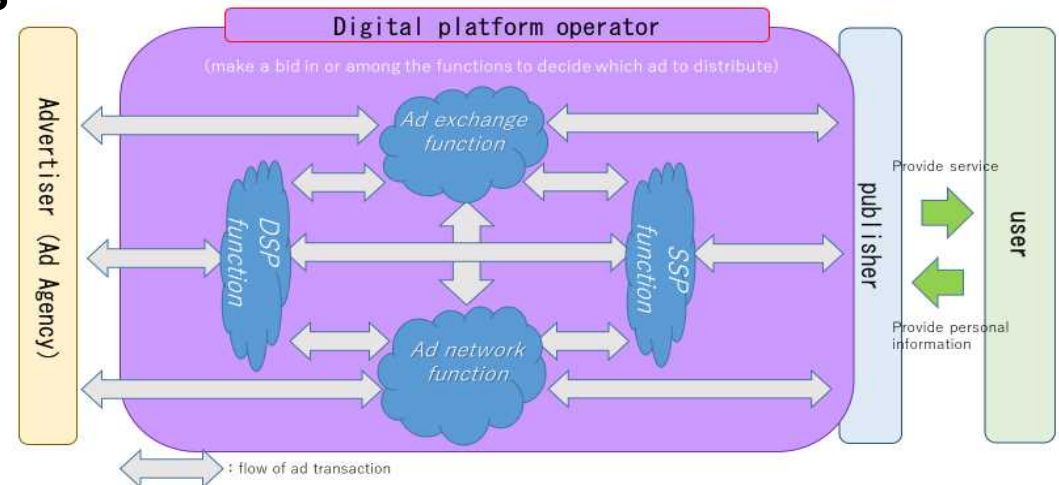 Digital platform operator
(make a bid in or among the functions to decide which ad to distribute)
Advertiser (Ad Agency)
Ad exchange
function
DSP
function
SSP
function
Ad network
function
publisher
Provide service
Provide personal
information
user
: flow of ad transaction